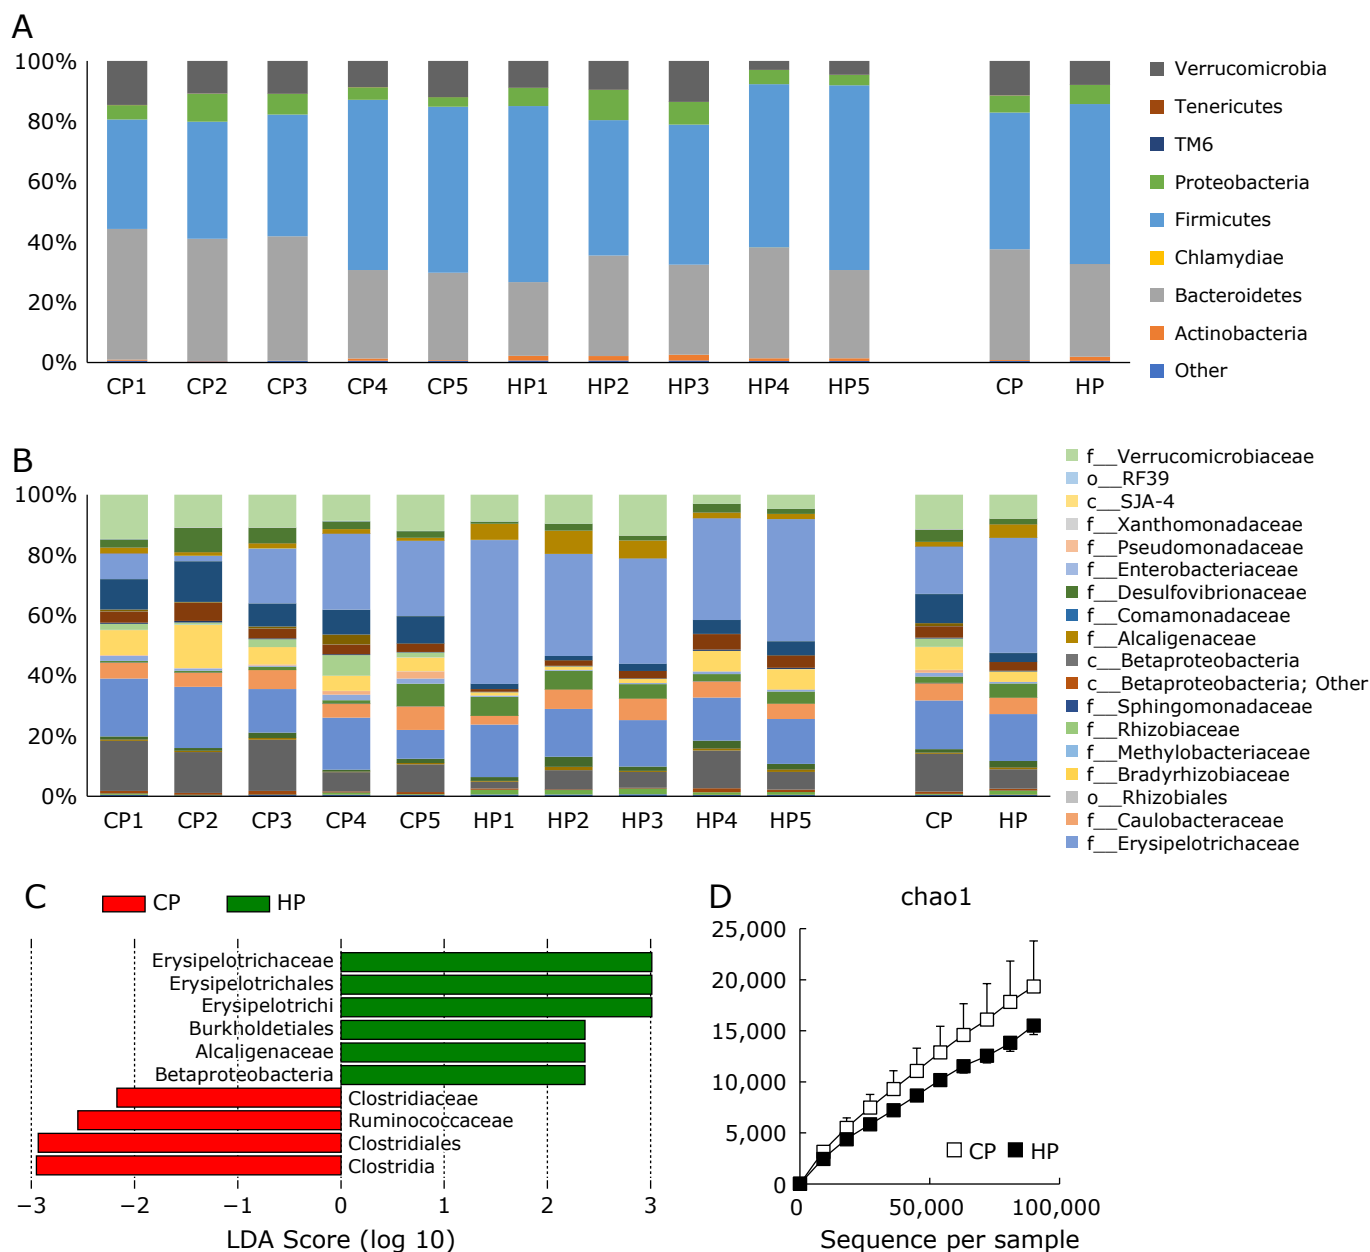 A
100%
80%
60%
40%
20%
0%
CP1 CP2 CP3 CP4 CP5 HP1 HP2 HP3 HP4 HP5 CP HP
Verrucomicrobia
Tenericutes
TM6
Proteobacteria
Firmicutes
Chlamydiae
Bacteroidetes
Actinobacteria
Other
B
100%
80%
60%
40%
20%
0%
CP1 CP2 CP3 CP4 CP5 HP1 HP2 HP3 HP4 HP5 CP HP
f__Verrucomicrobiaceae
o__RF39
c__SJA-4
f__Xanthomonadaceae
f__Pseudomonadaceae
f__Enterobacteriaceae
f__Desulfovibrionaceae
f__Comamonadaceae
f__Alcaligenaceae
c__Betaproteobacteria
c__Betaproteobacteria; Other
f__Sphingomonadaceae
f__Rhizobiaceae
f__Methylobacteriaceae
f__Bradyrhizobiaceae
o__Rhizobiales
f__Caulobacteraceae
f__Erysipelotrichaceae
C
CP HP
Erysipelotrichaceae
Erysipelotrichales
Erysipelotrichi
Burkholdetiales
Alcaligenaceae
Betaproteobacteria
Clostridiaceae
Ruminococcaceae
Clostridiales
Clostridia
−3 −2 −1 0 1 2 3
LDA Score (log 10)
D
chao1
25,000
20,000
15,000
10,000
5,000
0
CP HP
0 50,000 100,000
Sequence per sample